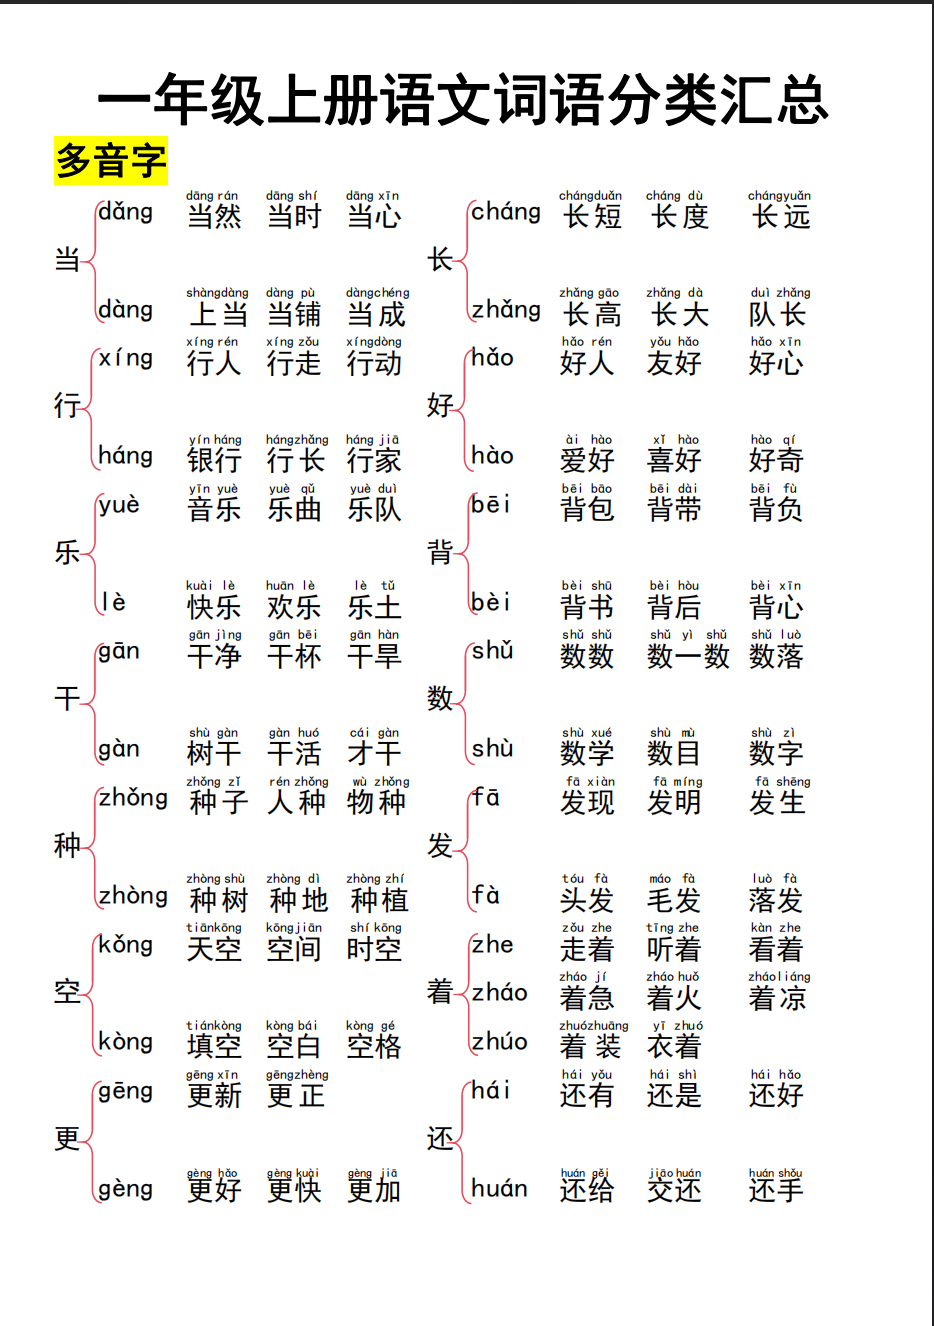 一年级上册语文词语分类汇总
多音字
当
dǎng
dāng rán dāng shí dāng xīn
当然 当时 当心
dàng
shàngdàng dàng pù dàngchéng
上当 当铺 当成
长
cháng
chángduǎn cháng dù chángyuǎn
长短 长度 长远
zhǎng
zhǎng gāo zhǎng dà duì zhǎng
长高 长大 队长
行
xíng
xíng rén xíng zǒu xíngdòng
行人 行走 行动
háng
yín háng hángzhǎng háng jiā
银行 行长 行家
好
hǎo
hǎo rén yǒu hǎo hǎo xīn
好人 友好 好心
hào
ài hào xǐ hào hào qí
爱好 喜好 好奇
乐
yuè
yīn yuè yuè qǔ yuè duì
音乐 乐曲 乐队
lè
kuài lè huān lè lè tǔ
快乐 欢乐 乐土
背
bēi
bēi bāo bēi dài bēi fù
背包 背带 背负
bèi
bèi shū bèi hòu bèi xīn
背书 背后 背心
干
gān
gān jìng gān bēi gān hàn
干净 干杯 干旱
gàn
shù gàn gàn huó cái gàn
树干 干活 才干
数
shǔ
shǔ shǔ shǔ yì shǔ shǔ luò
数数 数一数 数落
shù
shù xué shù mù shù zì
数学 数目 数字
种
zhǒng
zhǒng zǐ rén zhǒng wù zhǒng
种子 人种 物种
zhòng
zhòng shù zhòng dì zhòng zhí
种树 种地 种植
发
fā
fā xiàn fā míng fā shēng
发现 发明 发生
fà
tóu fà máo fà luò fà
头发 毛发 落发
空
kǒng
tiānkōng kōngjiān shí kōng
天空 空间 时空
kòng
tiánkòng kòng bái kòng gé
填空 空白 空格
着
zhe
zǒu zhe tīng zhe kàn zhe
走着 听着 看着
zháo
zháo jí zháo huǒ zháoliáng
着急 着火 着凉
zhúo
zhuózhuāng yī zhuó
着装 衣着
更
gēng
gēng xīn gēngzhèng
更新 更正
gèng
gèng hǎo gèng kuài gèng jiā
更好 更快 更加
还
hái
hái yǒu hái shì hái hǎo
还有 还是 还好
huán
huán gěi jiāo huán huán shǒu
还给 交还 还手